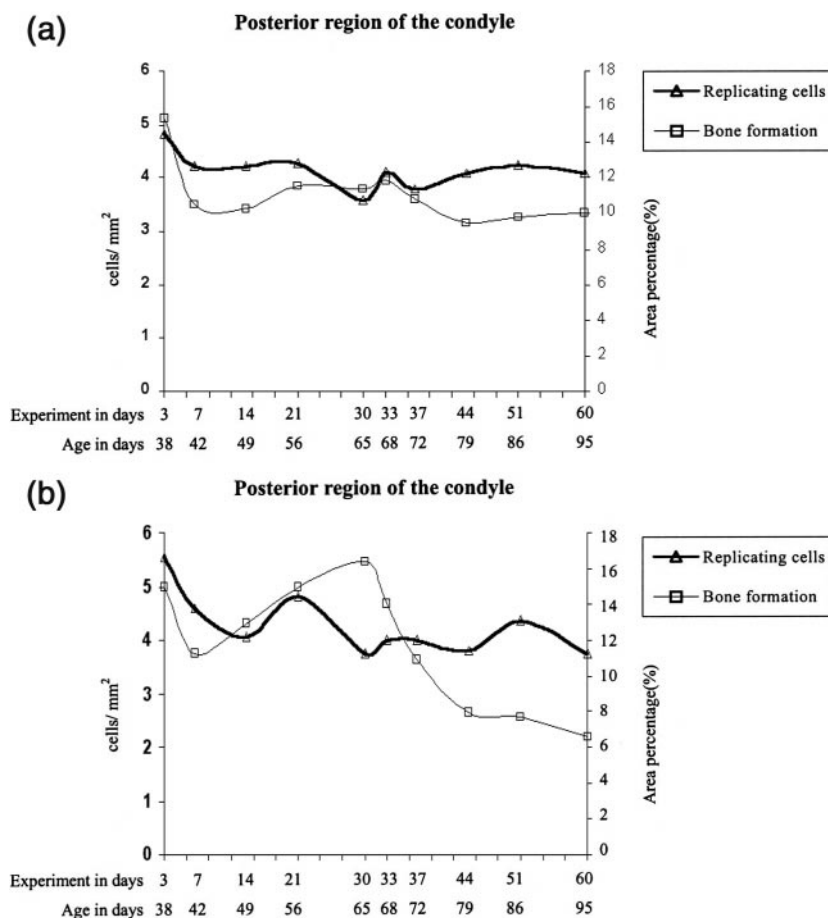 (a)
Posterior region of the condyle
6
5
4
3
2
1
0
cells/ mm²
18
16
14
12
10
8
6
4
2
0
Area percentage(%)
Replicating cells
Bone formation
Experiment in days 3 7 14 21 30 33 37 44 51 60
Age in days 38 42 49 56 65 68 72 79 86 95
(b)
Posterior region of the condyle
6
5
4
3
2
1
0
cells/ mm²
18
16
14
12
10
8
6
4
2
0
Area percentage(%)
Replicating cells
Bone formation
Experiment in days 3 7 14 21 30 33 37 44 51 60
Age in days 38 42 49 56 65 68 72 79 86 95